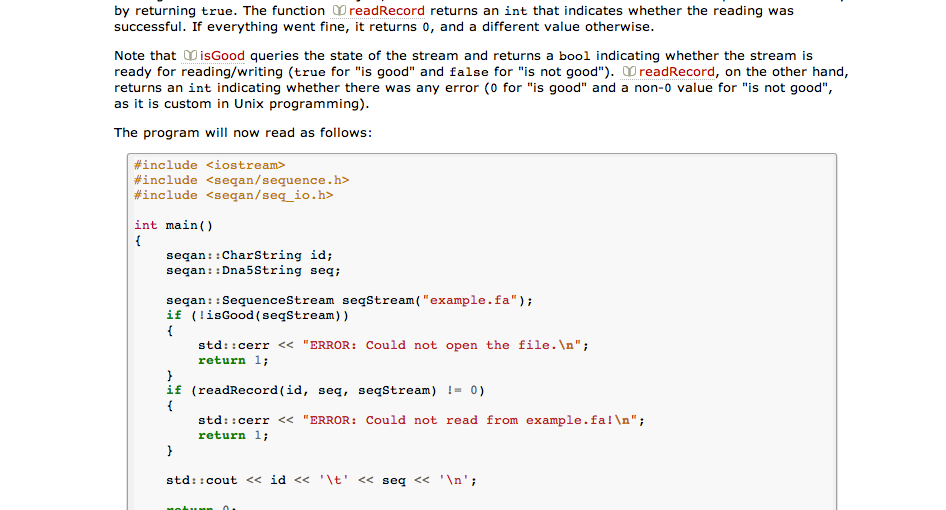 by returning true. The function readRecord returns an int that indicates whether the reading was
successful. If everything went fine, it returns 0, and a different value otherwise.
Note that isGood queries the state of the stream and returns a bool indicating whether the stream is
ready for reading/writing (true for "is good" and false for "is not good"). readRecord, on the other hand,
returns an int indicating whether there was any error (0 for "is good" and a non-0 value for "is not good",
as it is custom in Unix programming).
The program will now read as follows:
#include <iostream>
#include <seqan/sequence.h>
#include <seqan/seq_io.h>
int main()
{
    seqan::CharString id;
    seqan::Dna5String seq;
    seqan::SequenceStream seqStream("example.fa");
    if (!isGood(seqStream))
    {
        std::cerr << "ERROR: Could not open the file.\n";
        return 1;
    }
    if (readRecord(id, seq, seqStream) != 0)
    {
        std::cerr << "ERROR: Could not read from example.fa!\n";
        return 1;
    }
    std::cout << id << '\t' << seq << '\n';
    return 0;